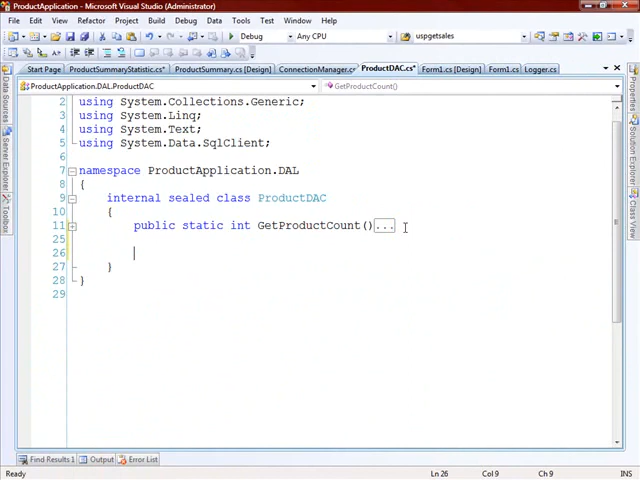 ProductApplication - Microsoft Visual Studio (Administrator)
File Edit View Refactor Project Build Debug Data Tools Test Window Help
Debug Any CPU uspgetsales
Start Page ProductSummaryStatistic.cs* ProductSummary.cs [Design] ConnectionManager.cs ProductDAC.cs* Form1.cs [Design] Form1.cs Logger.cs
ProductApplication.DAL.ProductDAC GetProductCount()
2 using System.Collections.Generic;
3 using System.Linq;
4 using System.Text;
5 using System.Data.SqlClient;
6
7 namespace ProductApplication.DAL
8 {
9 internal sealed class ProductDAC
10 {
11 public static int GetProductCount()...
25
26
27 }
28 }
29
Data Sources
Server Explorer
Toolbox
Properties
Solution Explorer
Class View
Find Results 1 Output Error List
Ready Ln 26 Col 9 Ch 9 INS